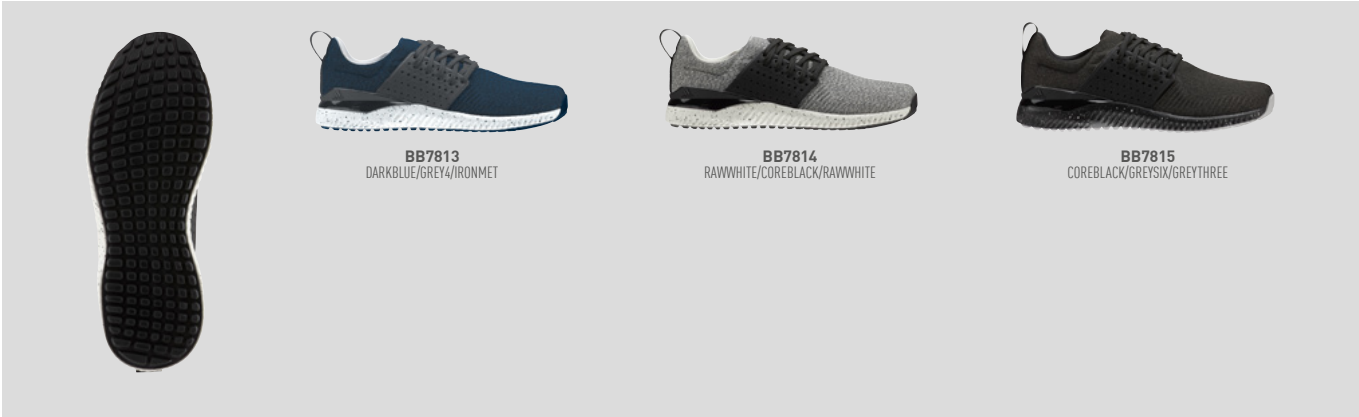 BB7813
DARKBLUE/GREY4/IRONMET
BB7814
RAWWHITE/COREBLACK/RAWWHITE
BB7815
COREBLACK/GREYSIX/GREYTHREE